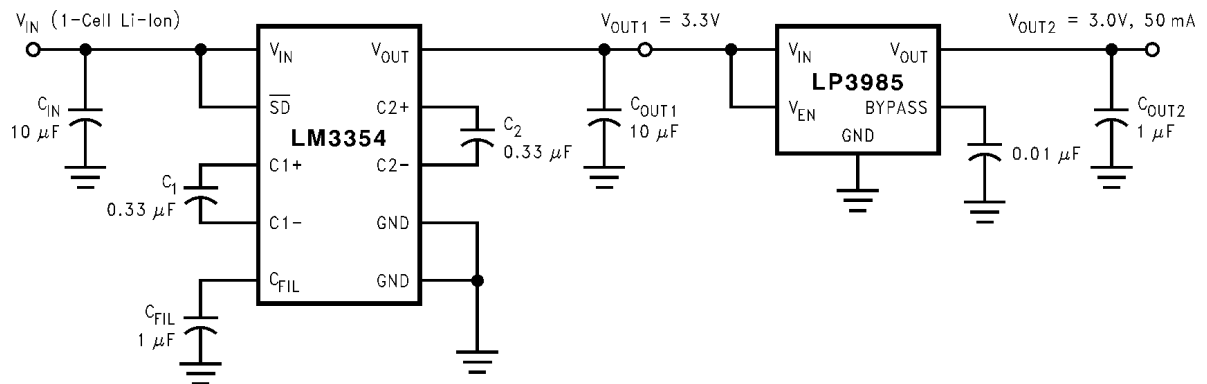 V_IN (1-Cell Li-Ion)
C_IN
10 μF
V_IN
V_OUT
S̅D̅
C2+
LM3354
C1+
C2-
C1-
GND
C_FIL
GND
C_1
0.33 μF
C_2
0.33 μF
C_FIL
1 μF
V_OUT1 = 3.3V
C_OUT1
10 μF
V_IN
V_OUT
LP3985
V_EN
BYPASS
GND
0.01 μF
V_OUT2 = 3.0V, 50 mA
C_OUT2
1 μF